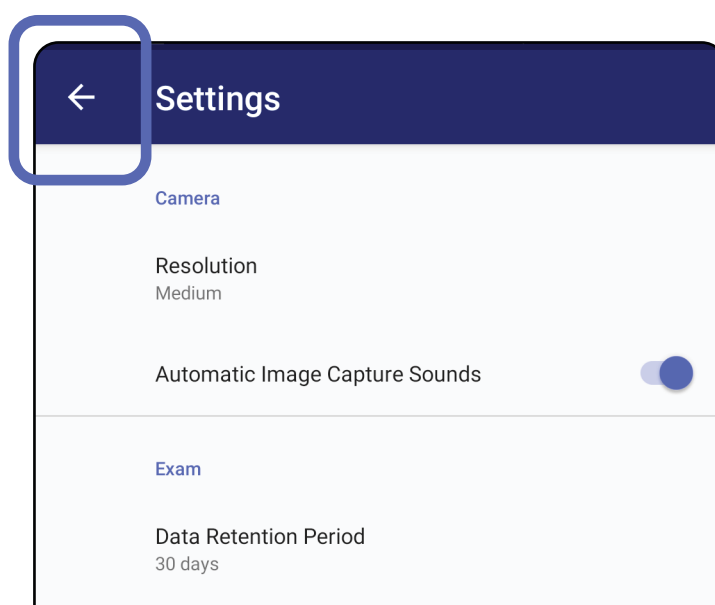 Settings
Camera
Resolution
Medium
Automatic Image Capture Sounds
Exam
Data Retention Period
30 days